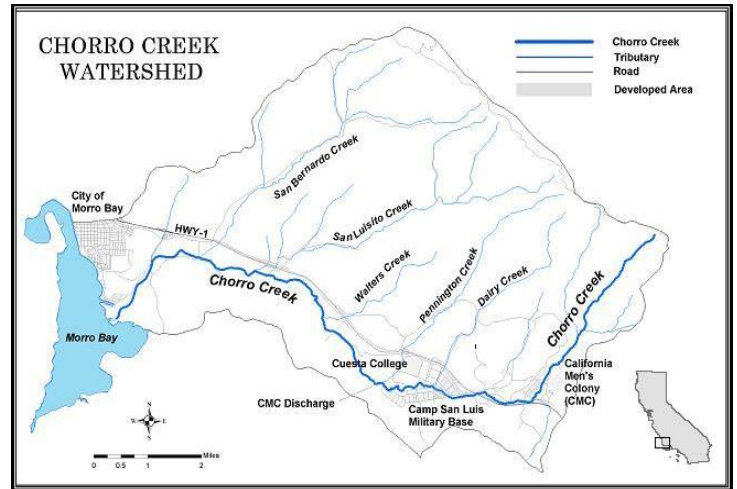 CHORRO CREEK
WATERSHED
Chorro Creek
Tributary
Road
Developed Area
San Bernardo Creek
City of
Morro Bay
HWY-1
San Luisito Creek
Walters Creek
Pennington Creek
Dairy Creek
Chorro Creek
Chorro Creek
Morro Bay
Cuesta College
California
Men's
Colony
(CMC)
CMC Discharge
Camp San Luis
Military Base
N
W
E
S
0 0.5 1 2 Miles